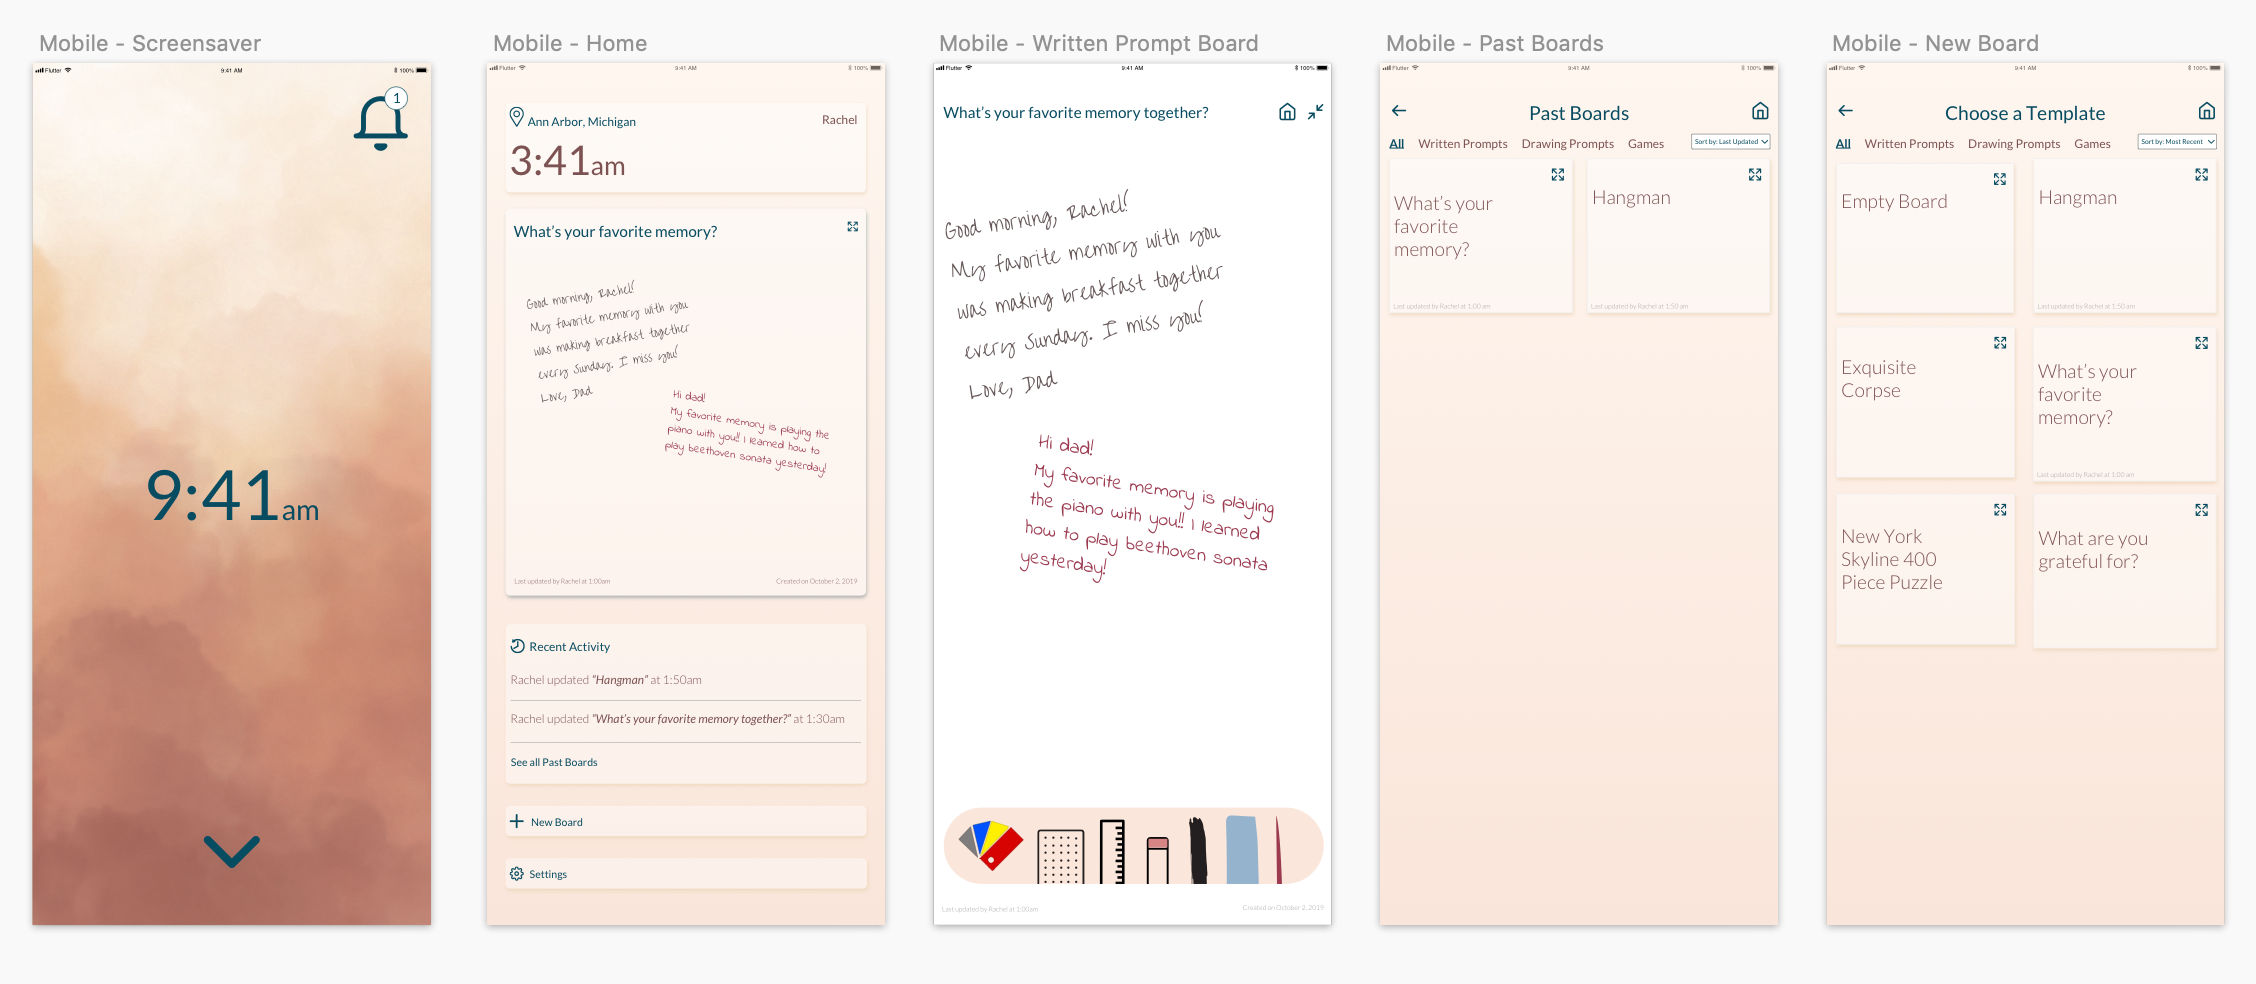 Mobile - Screensaver
Flutter
9:41 AM
100%
1
9:41am
Mobile - Home
Flutter
9:41 AM
100%
Ann Arbor, Michigan
Rachel
3:41am
What's your favorite memory?
Good morning, Rachel!
My favorite memory with you
was making breakfast together
every Sunday. I miss you!
Love, Dad
Hi dad!
My favorite memory is playing the
piano with you!! I learned how to
play beethoven sonata yesterday!
Last updated by Rachel at 1:00am
Created on October 2, 2019
Recent Activity
Rachel updated "Hangman" at 1:50am
Rachel updated "What's your favorite memory together?" at 1:30am
See all Past Boards
New Board
Settings
Mobile - Written Prompt Board
Flutter
9:41 AM
100%
What's your favorite memory together?
Good morning, Rachel!
My favorite memory with you
was making breakfast together
every Sunday. I miss you!
Love, Dad
Hi dad!
My favorite memory is playing
the piano with you!! I learned
how to play beethoven sonata
yesterday!
Last updated by Rachel at 1:00am
Created on October 2, 2019
Mobile - Past Boards
Flutter
9:41 AM
100%
Past Boards
All
Written Prompts
Drawing Prompts
Games
Sort by: Last Updated
What's your
favorite
memory?
Last updated by Rachel at 1:00 am
Hangman
Last updated by Rachel at 1:50 am
Mobile - New Board
Flutter
9:41 AM
100%
Choose a Template
All
Written Prompts
Drawing Prompts
Games
Sort by: Most Recent
Empty Board
Hangman
Last updated by Rachel at 1:50 am
Exquisite
Corpse
What's your
favorite
memory?
Last updated by Rachel at 1:00 am
New York
Skyline 400
Piece Puzzle
What are you
grateful for?